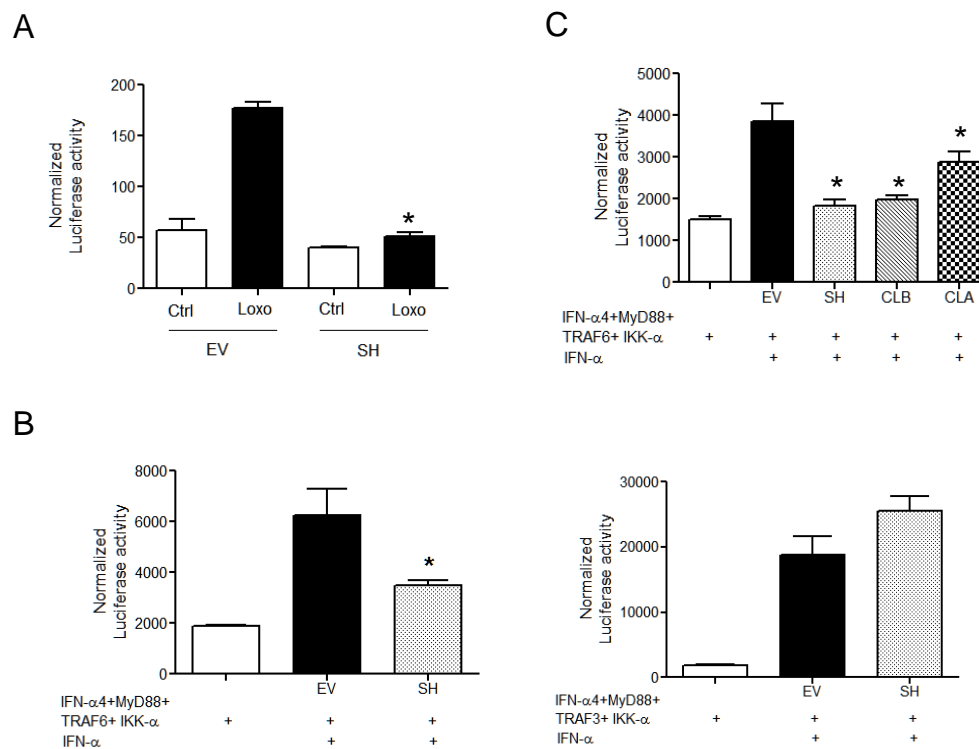 A
Normalized
Luciferase activity
200
150
100
50
0
*
Ctrl Loxo Ctrl Loxo
EV SH
C
Normalized
Luciferase activity
5000
4000
3000
2000
1000
0
* * *
EV SH CLB CLA
IFN-α4+MyD88+
TRAF6+ IKK-α + + + + +
IFN-α + + + +
B
Normalized
Luciferase activity
8000
6000
4000
2000
0
*
EV SH
IFN-α4+MyD88+
TRAF6+ IKK-α + + +
IFN-α + +
Normalized
Luciferase activity
30000
20000
10000
0
EV SH
IFN-α4+MyD88+
TRAF3+ IKK-α + + +
IFN-α + +